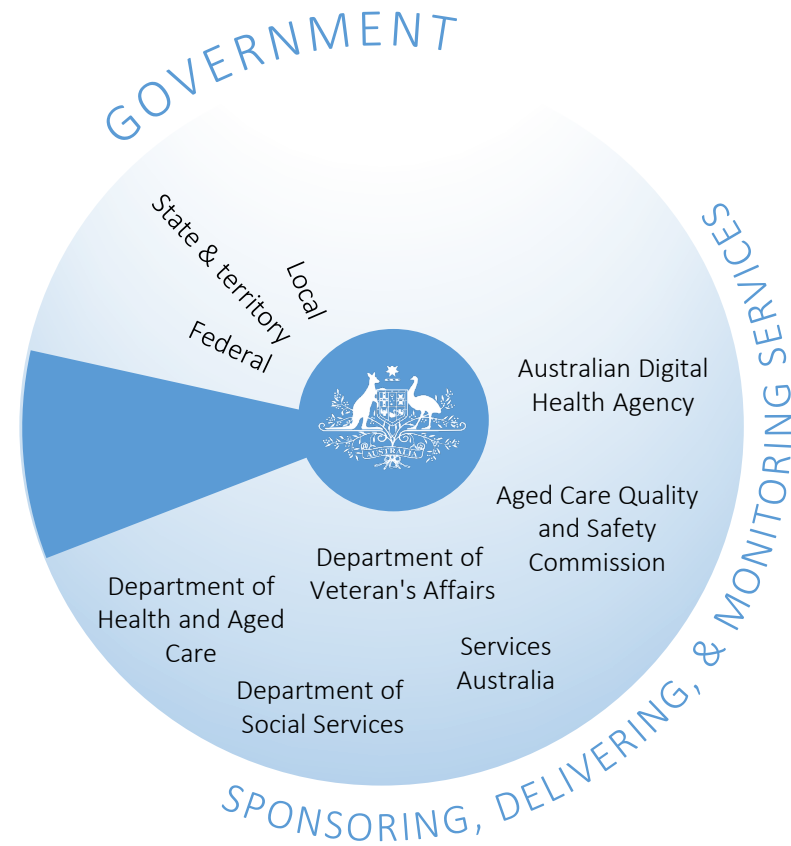 GOVERNMENT
State & territory
Local
Federal
Australian Digital
Health Agency
AUSTRALIA
Aged Care Quality
and Safety
Commission
Department of
Veteran's Affairs
Department of
Health and Aged
Care
Services
Australia
Department of
Social Services
SPONSORING, DELIVERING, & MONITORING SERVICES